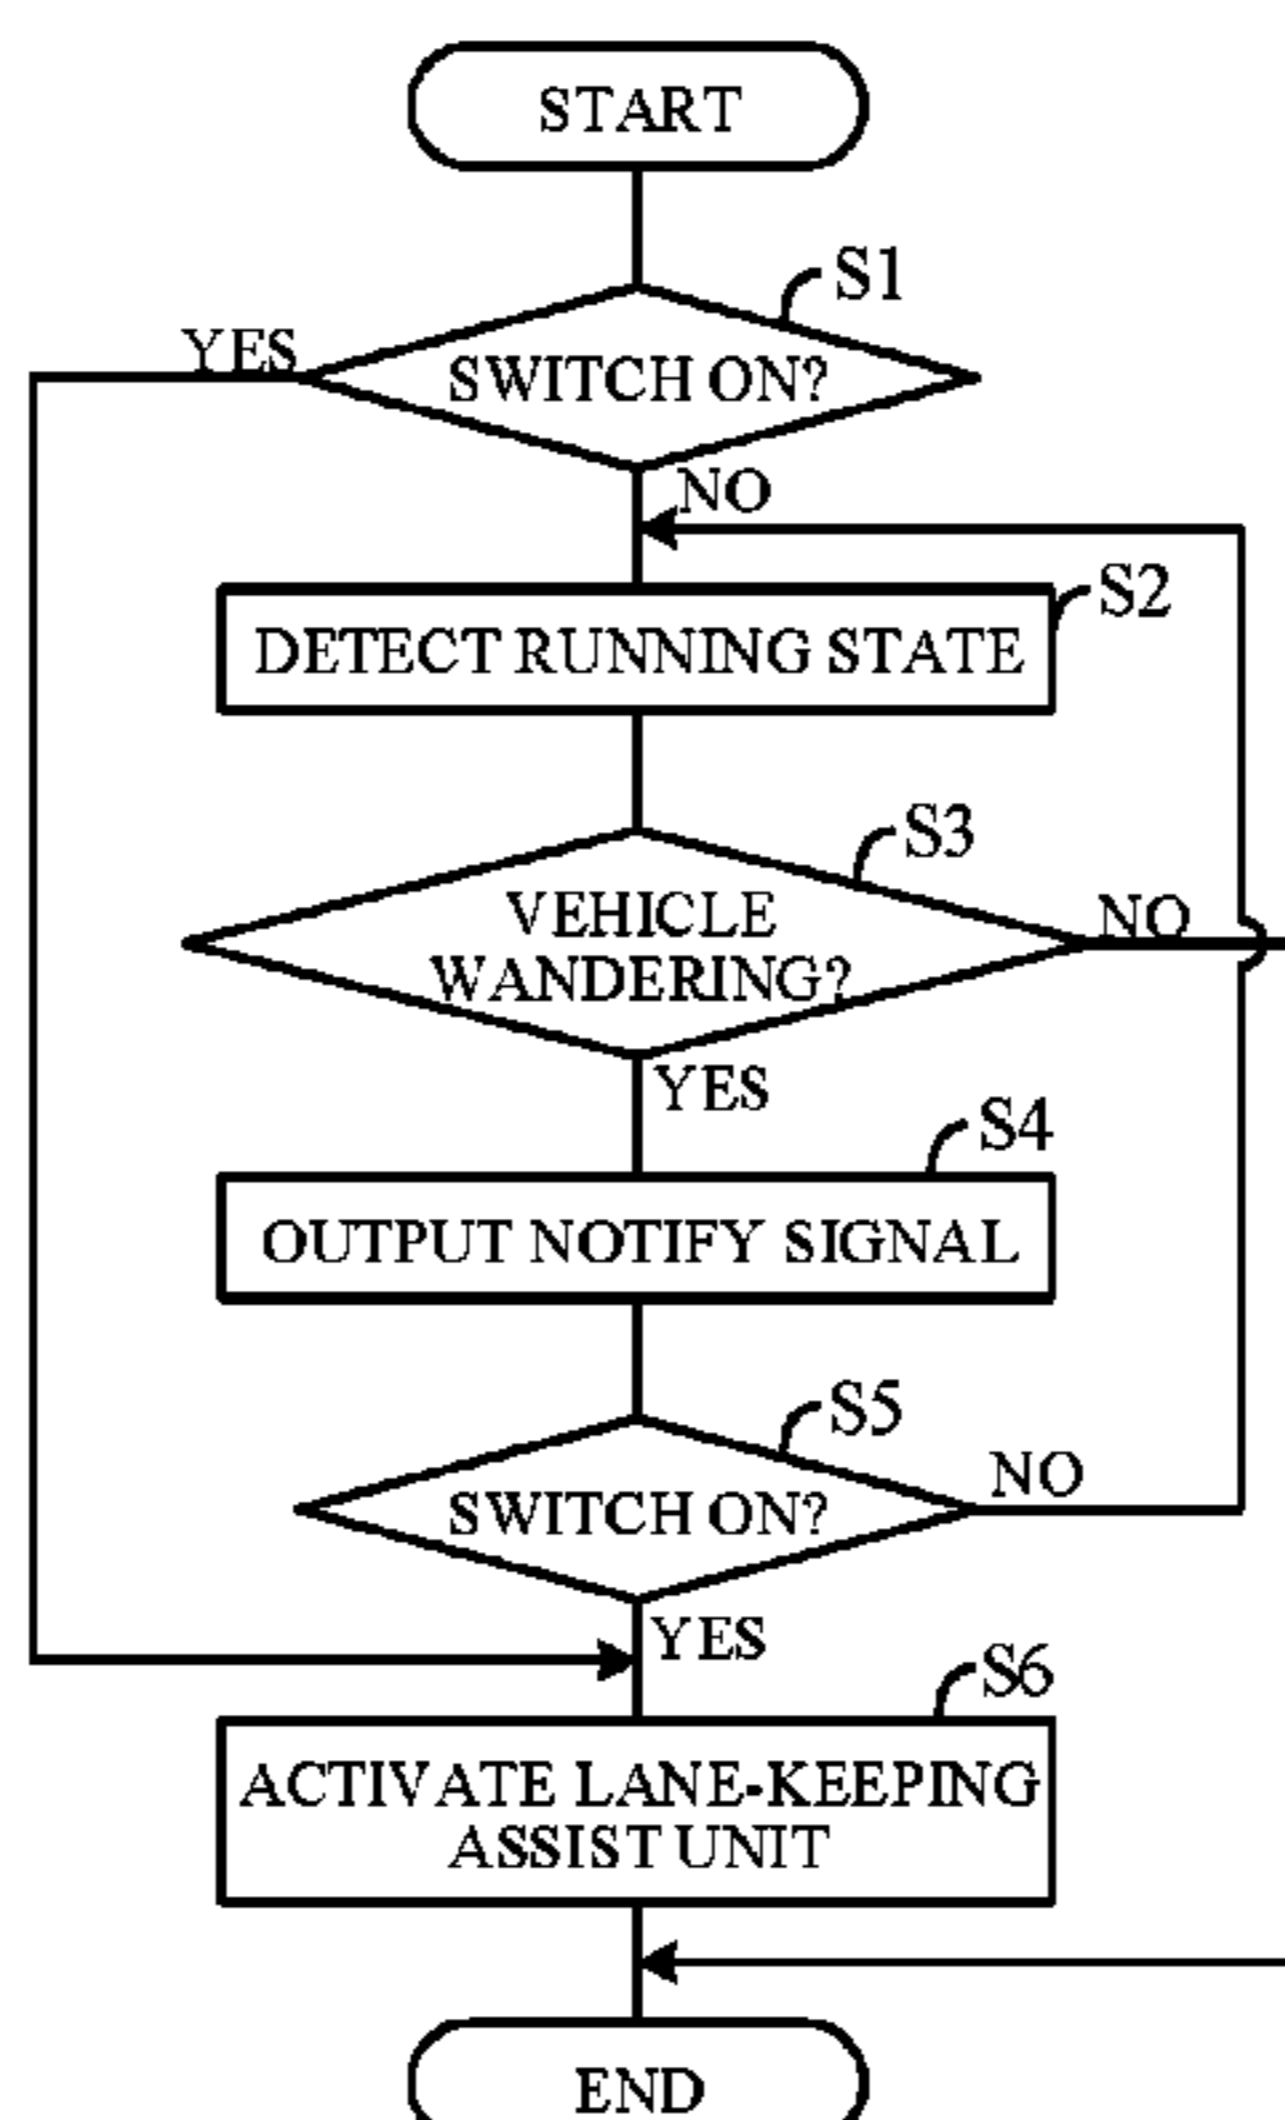 START
S1
YES
SWITCH ON?
NO
S2
DETECT RUNNING STATE
S3
VEHICLE
WANDERING?
NO
YES
S4
OUTPUT NOTIFY SIGNAL
S5
SWITCH ON?
NO
YES
S6
ACTIVATE LANE-KEEPING
ASSIST UNIT
END